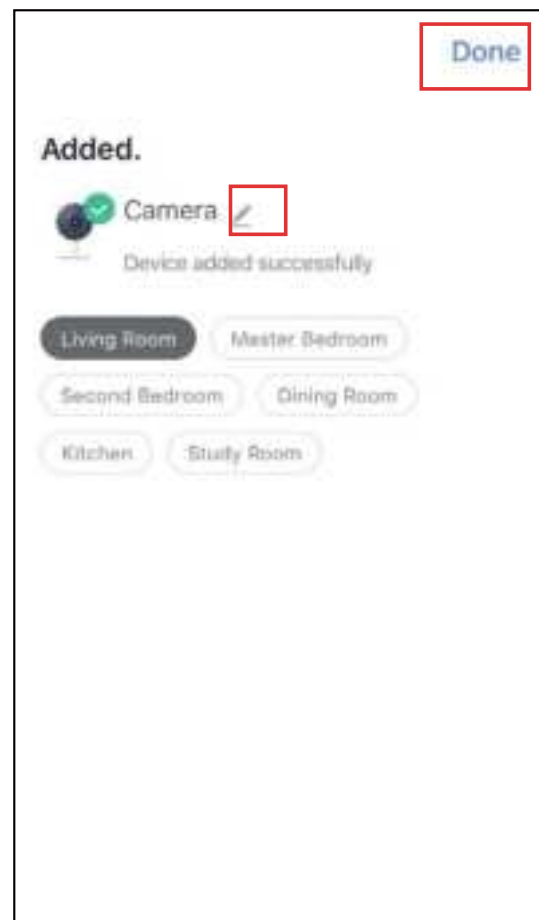 Done
Added.
Camera
Device added successfully
Living Room Master Bedroom
Second Bedroom Dining Room
Kitchen Study Room